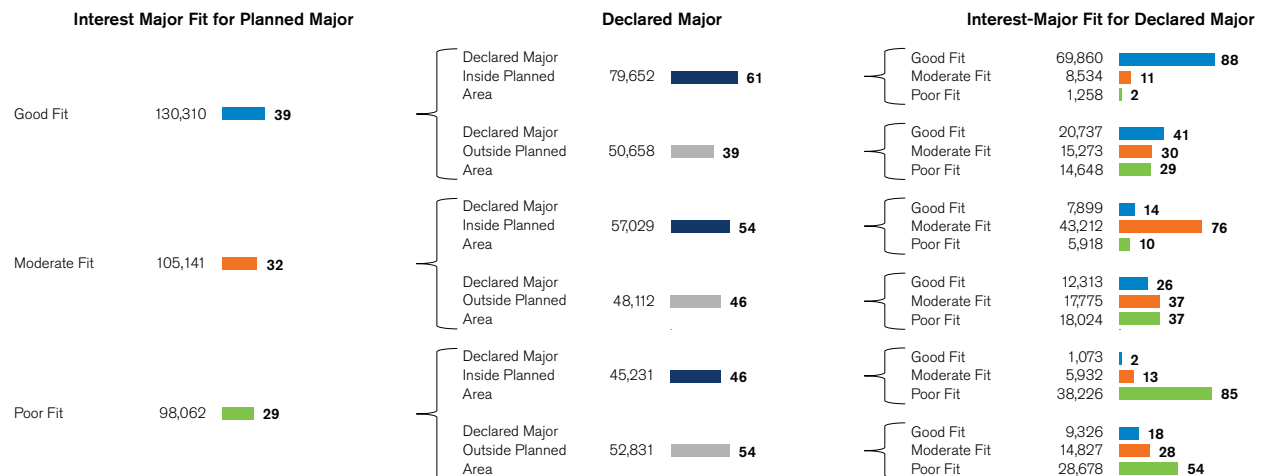 Interest Major Fit for Planned Major
Declared Major
Interest-Major Fit for Declared Major
Good Fit 130,310 39
Declared Major
Inside Planned 79,652 61
Area
Good Fit 69,860 88
Moderate Fit 8,534 11
Poor Fit 1,258 2
Declared Major
Outside Planned 50,658 39
Area
Good Fit 20,737 41
Moderate Fit 15,273 30
Poor Fit 14,648 29
Moderate Fit 105,141 32
Declared Major
Inside Planned 57,029 54
Area
Good Fit 7,899 14
Moderate Fit 43,212 76
Poor Fit 5,918 10
Declared Major
Outside Planned 48,112 46
Area
Good Fit 12,313 26
Moderate Fit 17,775 37
Poor Fit 18,024 37
Poor Fit 98,062 29
Declared Major
Inside Planned 45,231 46
Area
Good Fit 1,073 2
Moderate Fit 5,932 13
Poor Fit 38,226 85
Declared Major
Outside Planned 52,831 54
Area
Good Fit 9,326 18
Moderate Fit 14,827 28
Poor Fit 28,678 54